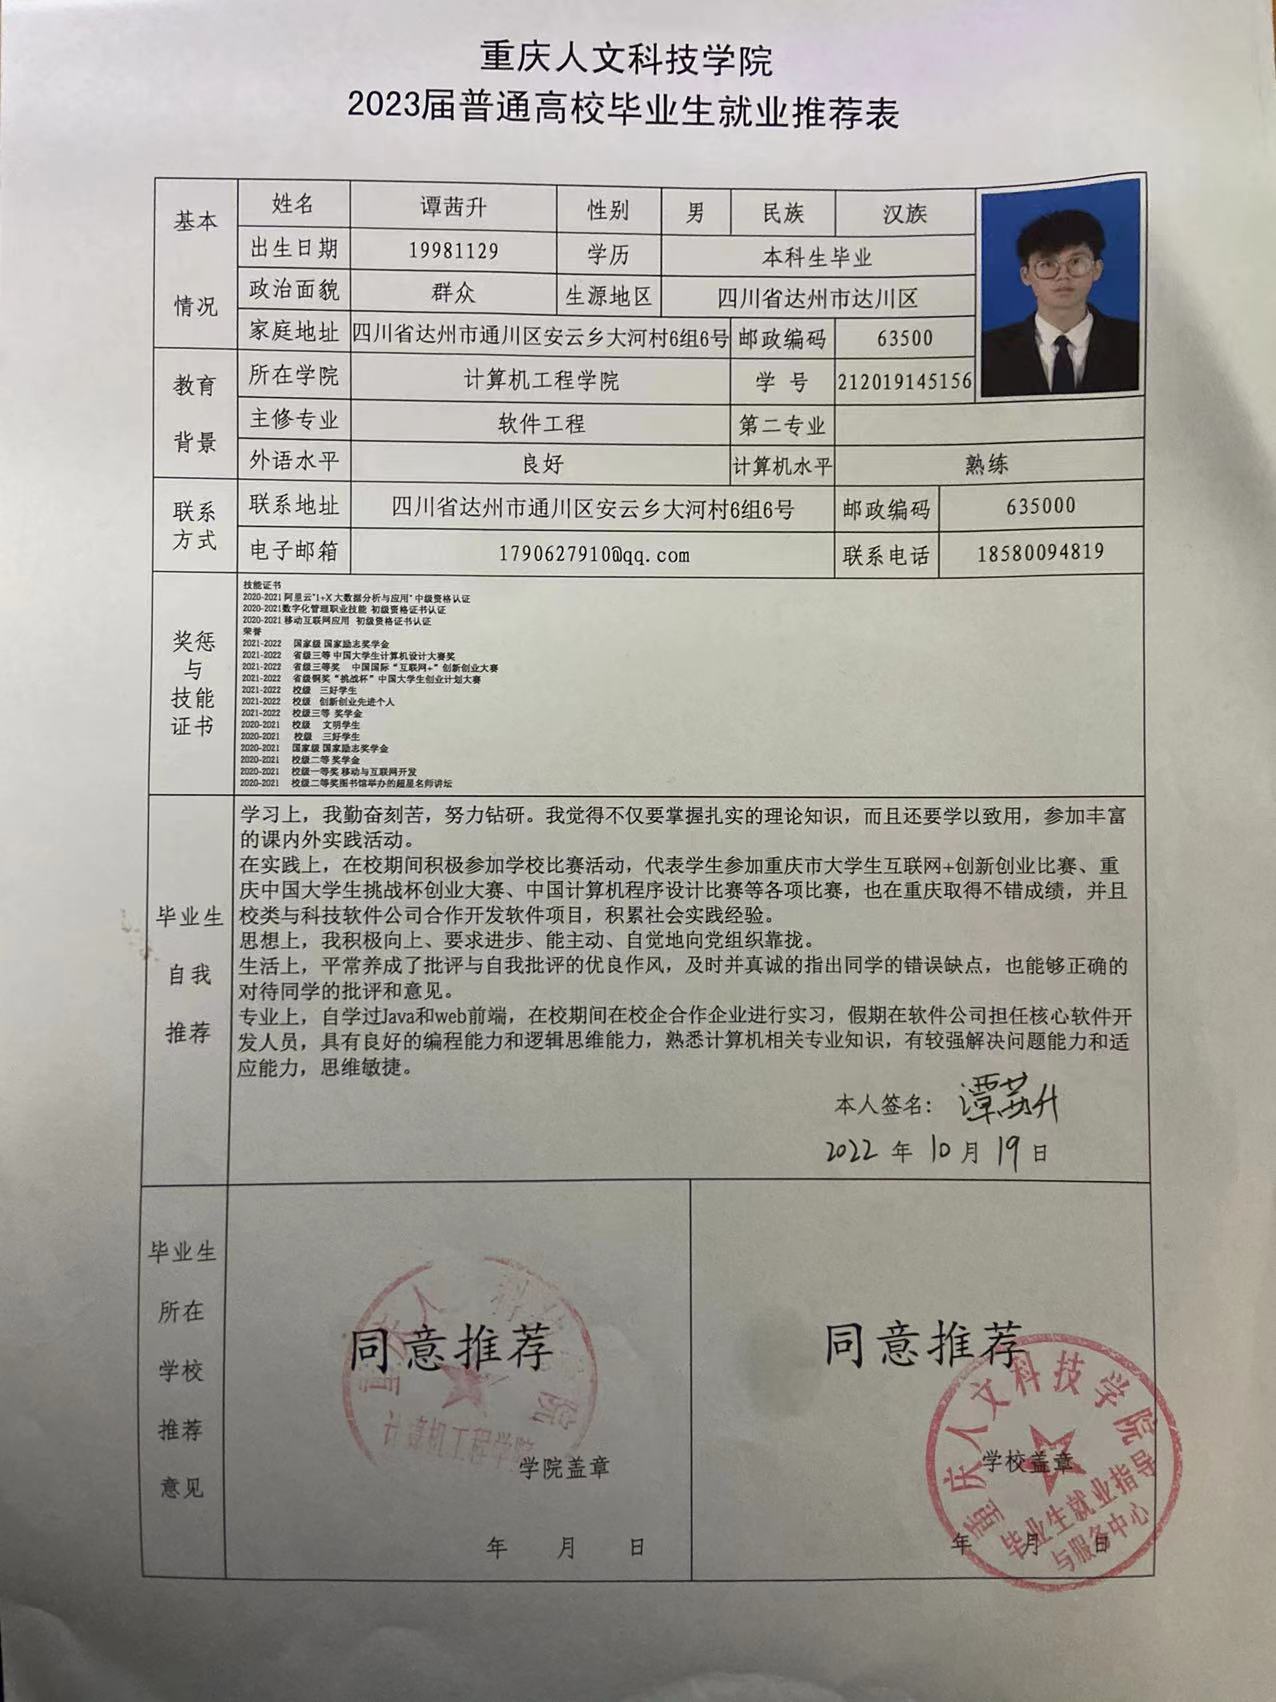 重庆人文科技学院
2023届普通高校毕业生就业推荐表
基本情况
姓名 谭茜升 性别 男 民族 汉族
出生日期 19981129 学历 本科生毕业
政治面貌 群众 生源地区 四川省达州市达川区
家庭地址 四川省达州市通川区安云乡大河村6组6号 邮政编码 63500
教育背景
所在学院 计算机工程学院 学 号 212019145156
主修专业 软件工程 第二专业
外语水平 良好 计算机水平 熟练
联系方式
联系地址 四川省达州市通川区安云乡大河村6组6号 邮政编码 635000
电子邮箱 1790627910@qq.com 联系电话 18580094819
奖惩与技能证书
技能证书
2020-2021 阿里云"1+X 大数据分析与应用" 中级资格认证
2020-2021数字化管理职业技能 初级资格证书认证
2020-2021 移动互联网应用 初级资格证书认证
荣誉
2021-2022 国家级 国家励志奖学金
2021-2022 省级三等 中国大学生计算机设计大赛奖
2021-2022 省级三等奖 中国国际“互联网+”创新创业大赛
2021-2022 省级铜奖“挑战杯”中国大学生创业计划大赛
2021-2022 校级 三好学生
2021-2022 校级 创新创业先进个人
2021-2022 校级三等 奖学金
2020-2021 校级 文明学生
2020-2021 校级 三好学生
2020-2021 国家级 国家励志奖学金
2020-2021 校级二等 奖学金
2020-2021 校级一等奖 移动与互联网开发
2020-2021 校级二等奖图书馆举办的超星名师讲坛
毕业生自我推荐
学习上，我勤奋刻苦，努力钻研。我觉得不仅要掌握扎实的理论知识，而且还要学以致用，参加丰富
的课内外实践活动。
在实践上，在校期间积极参加学校比赛活动，代表学生参加重庆市大学生互联网+创新创业比赛、重
庆中国大学生挑战杯创业大赛、中国计算机程序设计比赛等各项比赛，也在重庆取得不错成绩，并且
校类与科技软件公司合作开发软件项目，积累社会实践经验。
思想上，我积极向上、要求进步、能主动、自觉地向党组织靠拢。
生活上，平常养成了批评与自我批评的优良作风，及时并真诚的指出同学的错误缺点，也能够正确的
对待同学的批评和意见。
专业上，自学过Java和web前端，在校期间在校企合作企业进行实习，假期在软件公司担任核心软件开
发人员，具有良好的编程能力和逻辑思维能力，熟悉计算机相关专业知识，有较强解决问题能力和适
应能力，思维敏捷。
本人签名：谭茜升
2022 年 10 月 19 日
毕业生所在学校推荐意见
同意推荐
计算机工程学院
学院盖章
年 月 日
同意推荐
重庆人文科技学院
学校盖章
毕业生就业指导
与服务中心
年 月 日